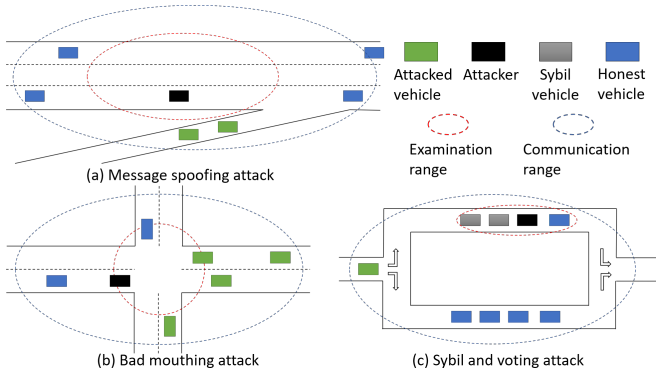 Attacked vehicle
Attacker
Sybil vehicle
Honest vehicle
Examination range
Communication range
(a) Message spoofing attack
(b) Bad mouthing attack
(c) Sybil and voting attack